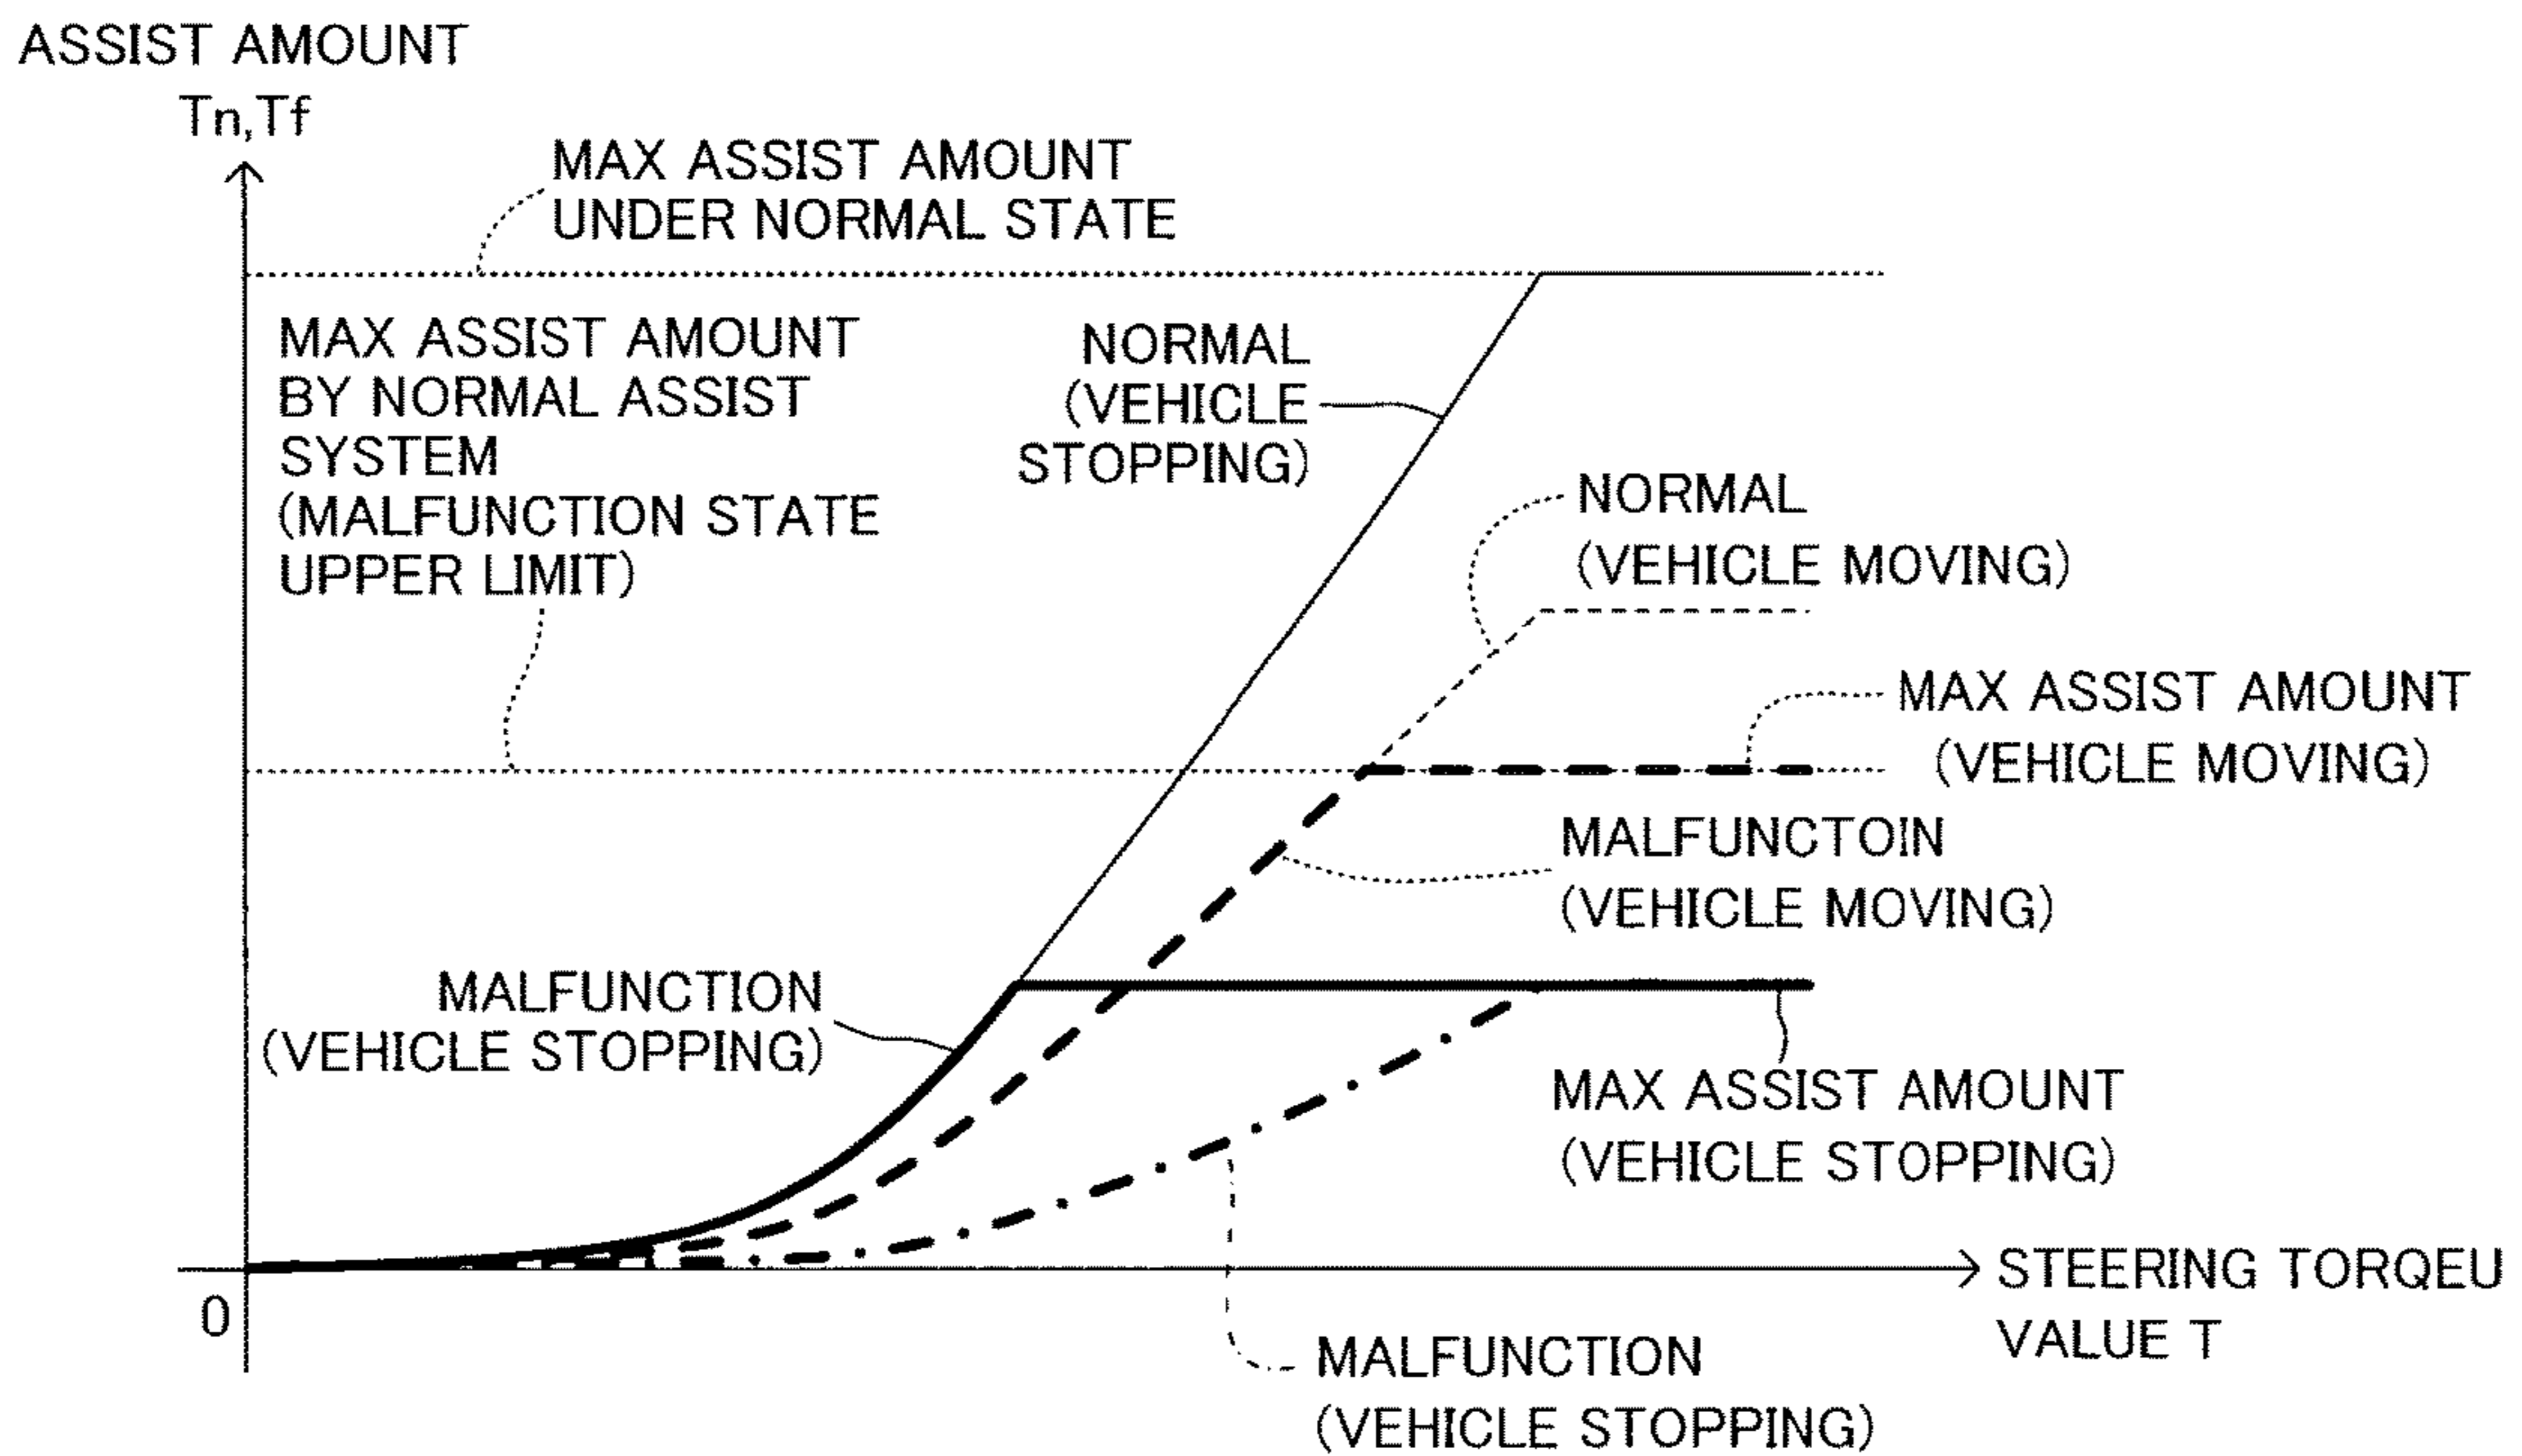 ASSIST AMOUNT
Tn,Tf
MAX ASSIST AMOUNT
UNDER NORMAL STATE
MAX ASSIST AMOUNT
BY NORMAL ASSIST
SYSTEM
(MALFUNCTION STATE
UPPER LIMIT)
NORMAL
(VEHICLE
STOPPING)
NORMAL
(VEHICLE MOVING)
MAX ASSIST AMOUNT
(VEHICLE MOVING)
MALFUNCTOIN
(VEHICLE MOVING)
MALFUNCTION
(VEHICLE STOPPING)
MAX ASSIST AMOUNT
(VEHICLE STOPPING)
0
STEERING TORQEU
VALUE T
MALFUNCTION
(VEHICLE STOPPING)